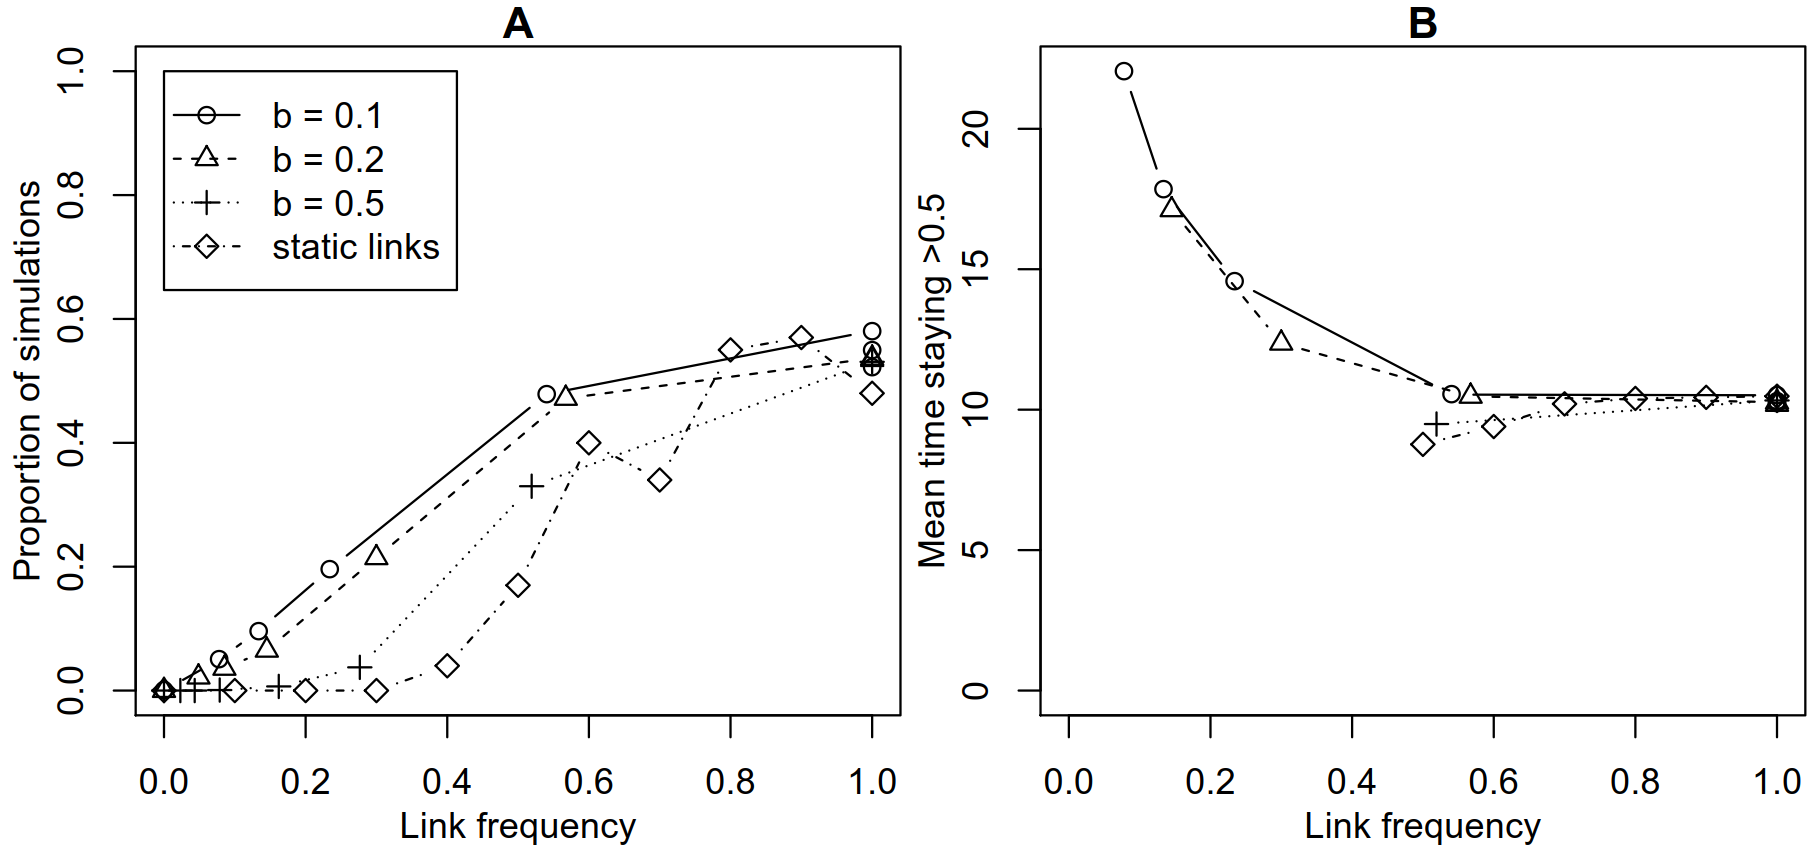 A
1.0
0.8
0.6
0.4
0.2
0.0
Proportion of simulations
b = 0.1
b = 0.2
b = 0.5
static links
0.0 0.2 0.4 0.6 0.8 1.0
Link frequency
B
20
15
10
5
0
Mean time staying >0.5
0.0 0.2 0.4 0.6 0.8 1.0
Link frequency